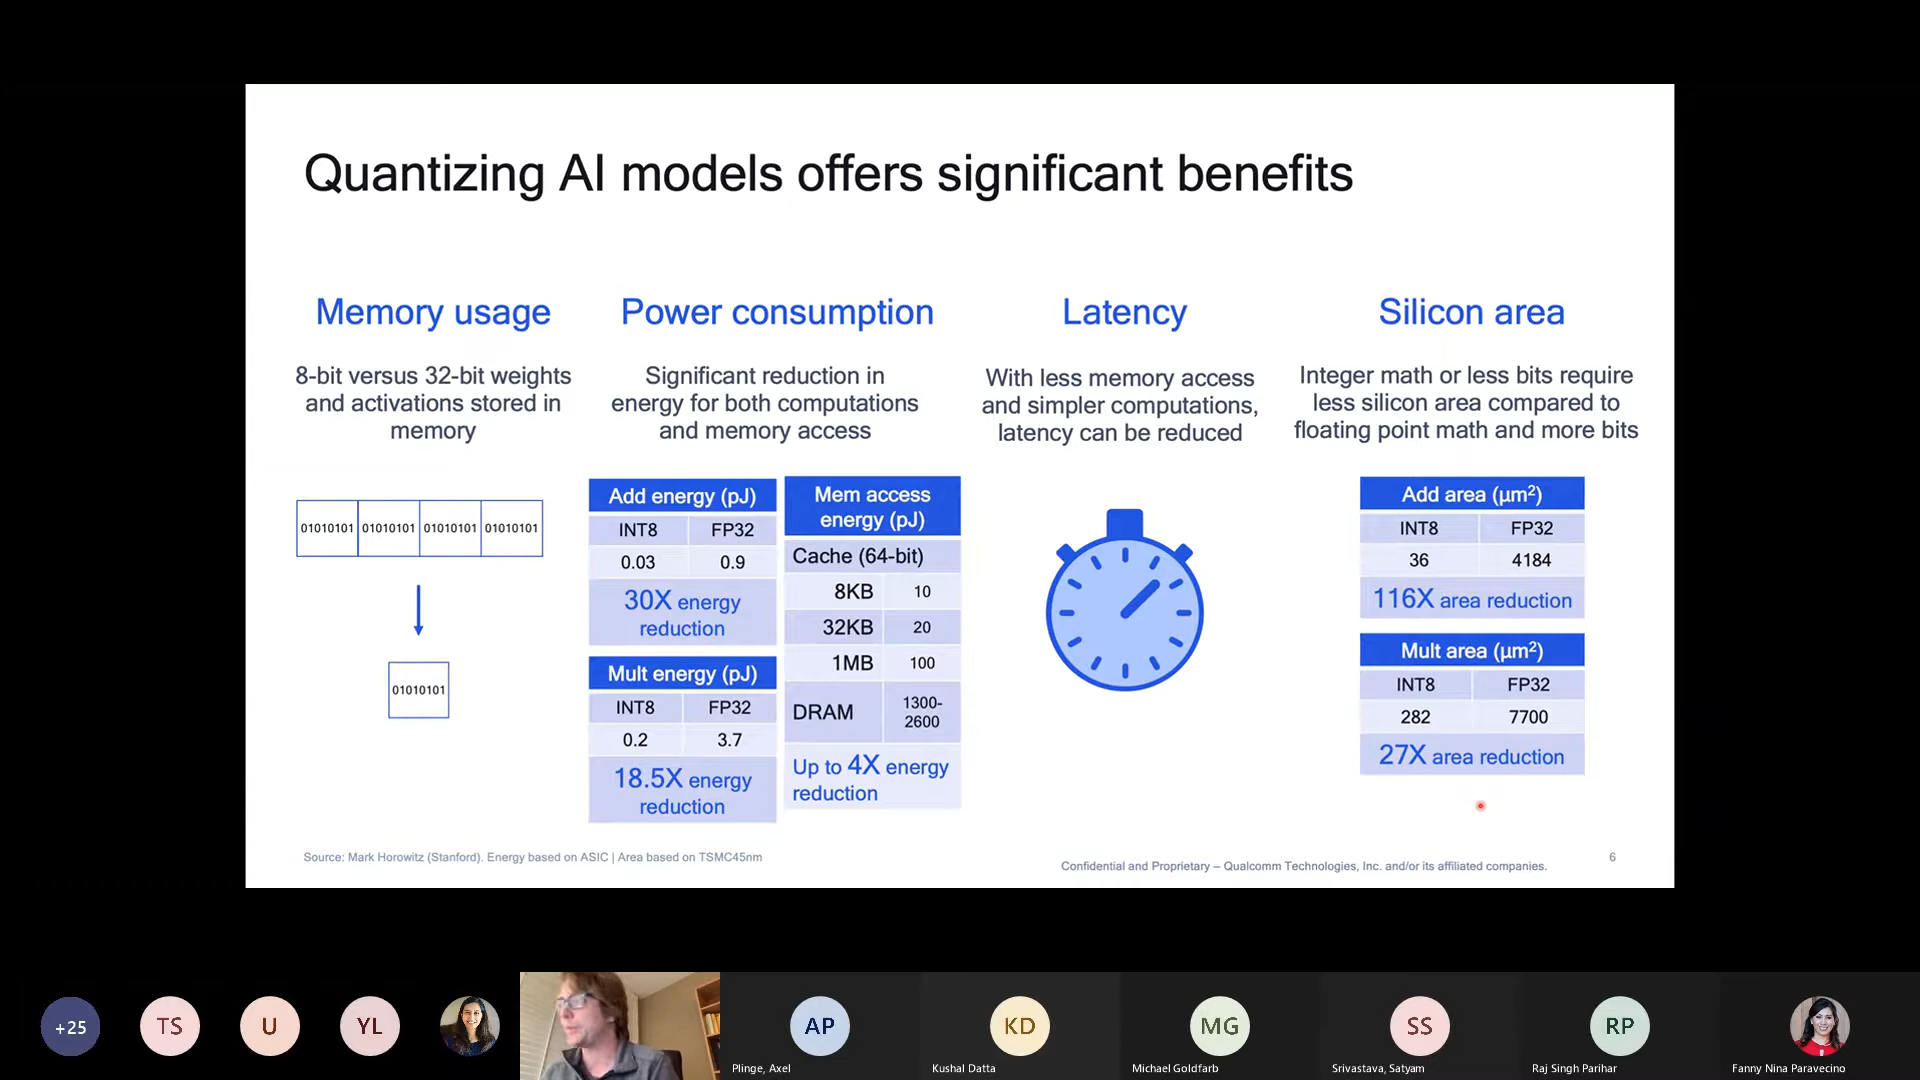 Quantizing AI models offers significant benefits
Memory usage
8-bit versus 32-bit weights
and activations stored in
memory
01010101 01010101 01010101 01010101
01010101
Power consumption
Significant reduction in
energy for both computations
and memory access
Add energy (pJ)
INT8 FP32
0.03 0.9
30X energy
reduction
Mult energy (pJ)
INT8 FP32
0.2 3.7
18.5X energy
reduction
Mem access
energy (pJ)
Cache (64-bit)
8KB 10
32KB 20
1MB 100
DRAM 1300-
2600
Up to 4X energy
reduction
Latency
With less memory access
and simpler computations,
latency can be reduced
Silicon area
Integer math or less bits require
less silicon area compared to
floating point math and more bits
Add area (µm²)
INT8 FP32
36 4184
116X area reduction
Mult area (µm²)
INT8 FP32
282 7700
27X area reduction
Source: Mark Horowitz (Stanford). Energy based on ASIC | Area based on TSMC45nm
Confidential and Proprietary – Qualcomm Technologies, Inc. and/or its affiliated companies.
6
+25
TS
U
YL
AP
Plinge, Axel
KD
Kushal Datta
MG
Michael Goldfarb
SS
Srivastava, Satyam
RP
Raj Singh Parihar
Fanny Nina Paravecino